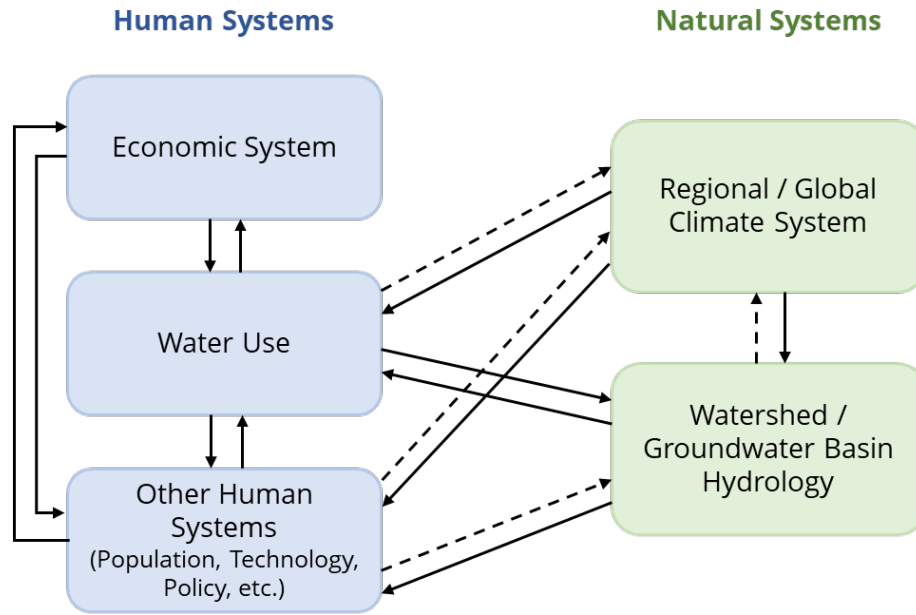 Human Systems
Natural Systems
Economic System
Regional / Global
Climate System
Water Use
Watershed /
Groundwater Basin
Hydrology
Other Human
Systems
(Population, Technology,
Policy, etc.)